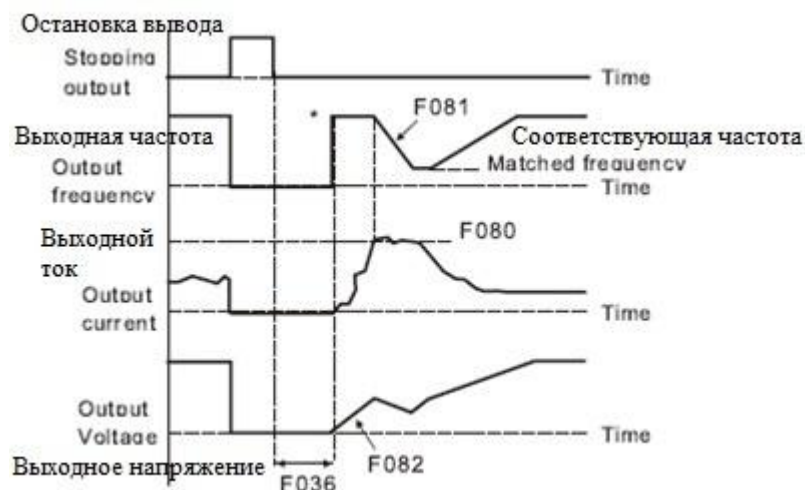 Остановка вывода
Stopping
output
Time
*
F081
Выходная частота
Соответствующая частота
Output
frequency
Matched frequency
Time
Выходной
ток
F080
Output
current
Time
Output
Voltage
Time
F082
Выходное напряжение
F036